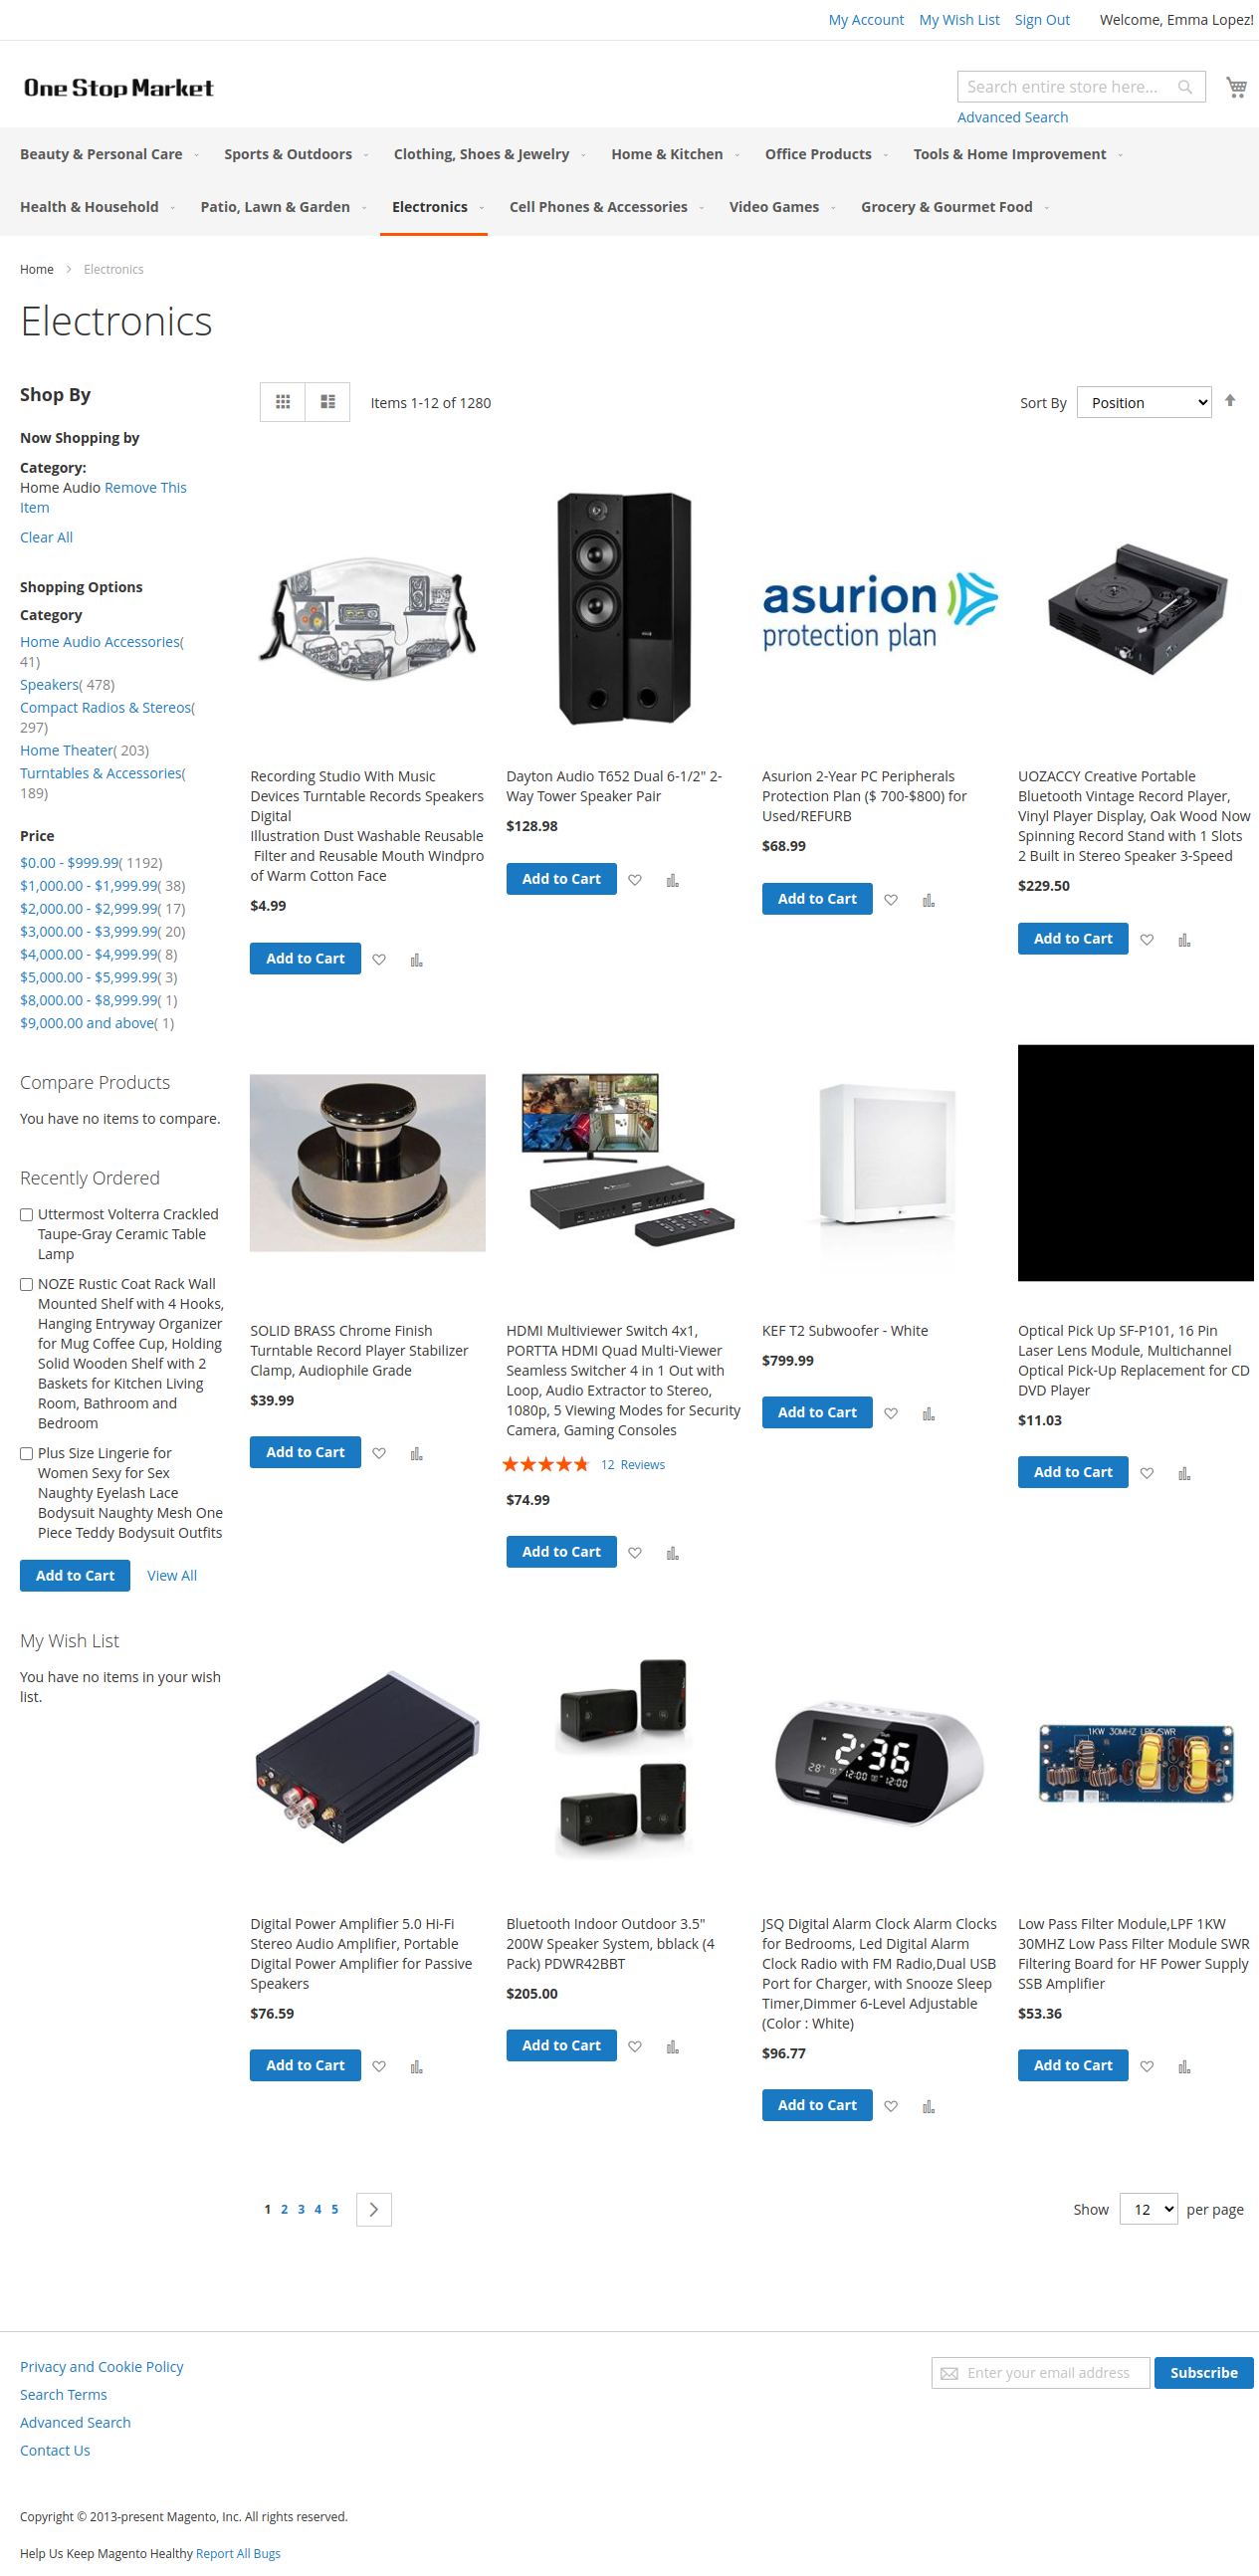 My Account My Wish List Sign Out Welcome, Emma Lopez!
One Stop Market
Search entire store here...
Advanced Search
Beauty & Personal Care Sports & Outdoors Clothing, Shoes & Jewelry Home & Kitchen Office Products Tools & Home Improvement
Health & Household Patio, Lawn & Garden Electronics Cell Phones & Accessories Video Games Grocery & Gourmet Food
Home Electronics
Electronics
Shop By
Now Shopping by
Category:
Home Audio Remove This
Item
Clear All
Shopping Options
Category
Home Audio Accessories(
41)
Speakers( 478)
Compact Radios & Stereos(
297)
Home Theater( 203)
Turntables & Accessories(
189)
Price
$0.00 - $999.99( 1192)
$1,000.00 - $1,999.99( 38)
$2,000.00 - $2,999.99( 17)
$3,000.00 - $3,999.99( 20)
$4,000.00 - $4,999.99( 8)
$5,000.00 - $5,999.99( 3)
$8,000.00 - $8,999.99( 1)
$9,000.00 and above( 1)
Compare Products
You have no items to compare.
Recently Ordered
Uttermost Volterra Crackled
Taupe-Gray Ceramic Table
Lamp
NOZE Rustic Coat Rack Wall
Mounted Shelf with 4 Hooks,
Hanging Entryway Organizer
for Mug Coffee Cup, Holding
Solid Wooden Shelf with 2
Baskets for Kitchen Living
Room, Bathroom and
Bedroom
Plus Size Lingerie for
Women Sexy for Sex
Naughty Eyelash Lace
Bodysuit Naughty Mesh One
Piece Teddy Bodysuit Outfits
Add to Cart View All
My Wish List
You have no items in your wish
list.
Items 1-12 of 1280
Sort By Position
Recording Studio With Music
Devices Turntable Records Speakers
Digital
Illustration Dust Washable Reusable
Filter and Reusable Mouth Windpro
of Warm Cotton Face
$4.99
Add to Cart
Dayton Audio T652 Dual 6-1/2" 2-
Way Tower Speaker Pair
$128.98
Add to Cart
asurion
protection plan
Asurion 2-Year PC Peripherals
Protection Plan ($ 700-$800) for
Used/REFURB
$68.99
Add to Cart
UOZACCY Creative Portable
Bluetooth Vintage Record Player,
Vinyl Player Display, Oak Wood Now
Spinning Record Stand with 1 Slots
2 Built in Stereo Speaker 3-Speed
$229.50
Add to Cart
SOLID BRASS Chrome Finish
Turntable Record Player Stabilizer
Clamp, Audiophile Grade
$39.99
Add to Cart
HDMI Multiviewer Switch 4x1,
PORTTA HDMI Quad Multi-Viewer
Seamless Switcher 4 in 1 Out with
Loop, Audio Extractor to Stereo,
1080p, 5 Viewing Modes for Security
Camera, Gaming Consoles
12 Reviews
$74.99
Add to Cart
KEF T2 Subwoofer - White
$799.99
Add to Cart
Optical Pick Up SF-P101, 16 Pin
Laser Lens Module, Multichannel
Optical Pick-Up Replacement for CD
DVD Player
$11.03
Add to Cart
Digital Power Amplifier 5.0 Hi-Fi
Stereo Audio Amplifier, Portable
Digital Power Amplifier for Passive
Speakers
$76.59
Add to Cart
Bluetooth Indoor Outdoor 3.5"
200W Speaker System, bblack (4
Pack) PDWR42BBT
$205.00
Add to Cart
2:36
28° 12:00 12:00
JSQ Digital Alarm Clock Alarm Clocks
for Bedrooms, Led Digital Alarm
Clock Radio with FM Radio,Dual USB
Port for Charger, with Snooze Sleep
Timer,Dimmer 6-Level Adjustable
(Color : White)
$96.77
Add to Cart
1KW 30MHZ LPF/SWR
Low Pass Filter Module,LPF 1KW
30MHZ Low Pass Filter Module SWR
Filtering Board for HF Power Supply
SSB Amplifier
$53.36
Add to Cart
1 2 3 4 5
Show 12 per page
Privacy and Cookie Policy
Search Terms
Advanced Search
Contact Us
Enter your email address Subscribe
Copyright © 2013-present Magento, Inc. All rights reserved.
Help Us Keep Magento Healthy Report All Bugs